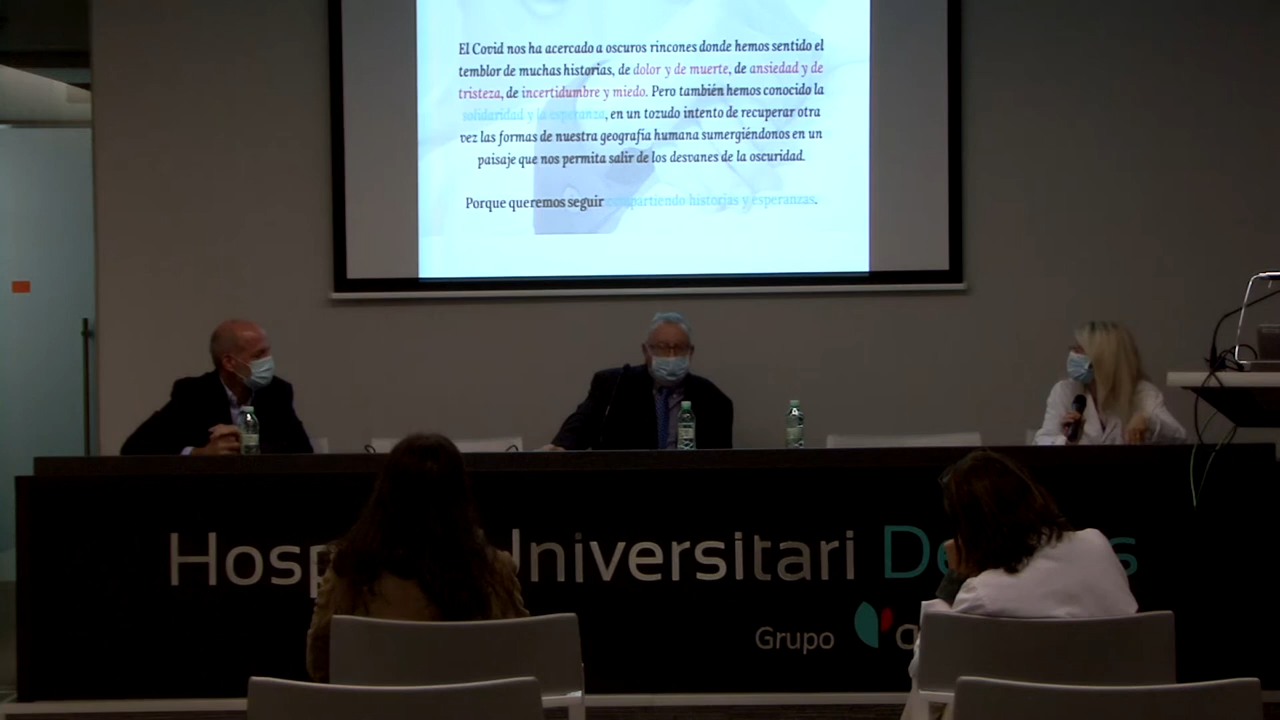 El Covid nos ha acercado a oscuros rincones donde hemos sentido el
temblor de muchas historias, de dolor y de muerte, de ansiedad y de
tristeza, de incertidumbre y miedo. Pero también hemos conocido la
solidaridad y la esperanza, en un tozudo intento de recuperar otra
vez las formas de nuestra geografía humana sumergiéndonos en un
paisaje que nos permita salir de los desvanes de la oscuridad.
Porque queremos seguir compartiendo historias y esperanzas.
Universitari
Grupo